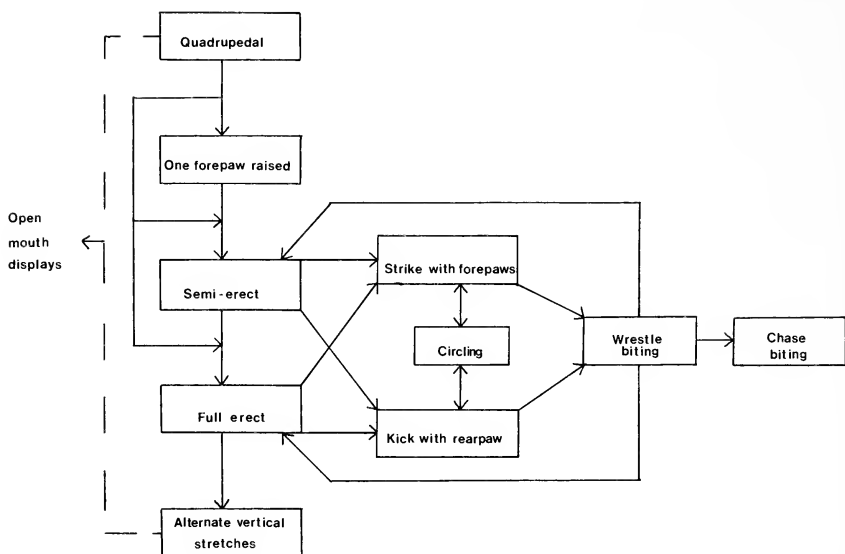 Quadrupedal
One forepaw raised
Open
mouth
displays
Semi-erect
Strike with forepaws
Circling
Wrestle
biting
Chase
biting
Full erect
Kick with rearpaw
Alternate vertical
stretches